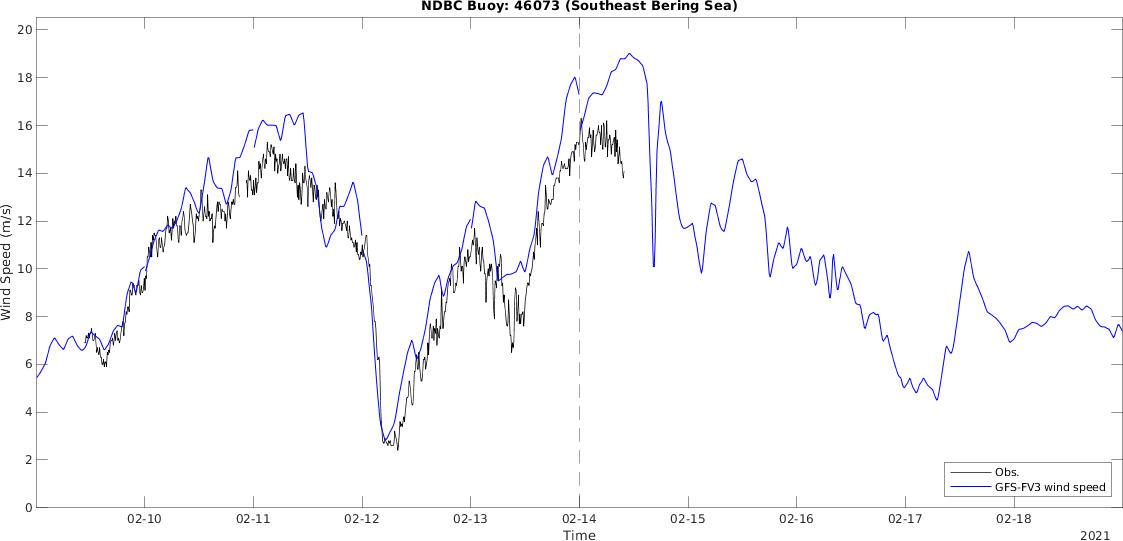 NDBC Buoy: 46073 (Southeast Bering Sea)
20
18
16
14
12
10
8
6
4
2
0
Wind Speed (m/s)
Obs.
GFS-FV3 wind speed
02-10 02-11 02-12 02-13 02-14 02-15 02-16 02-17 02-18
Time
2021